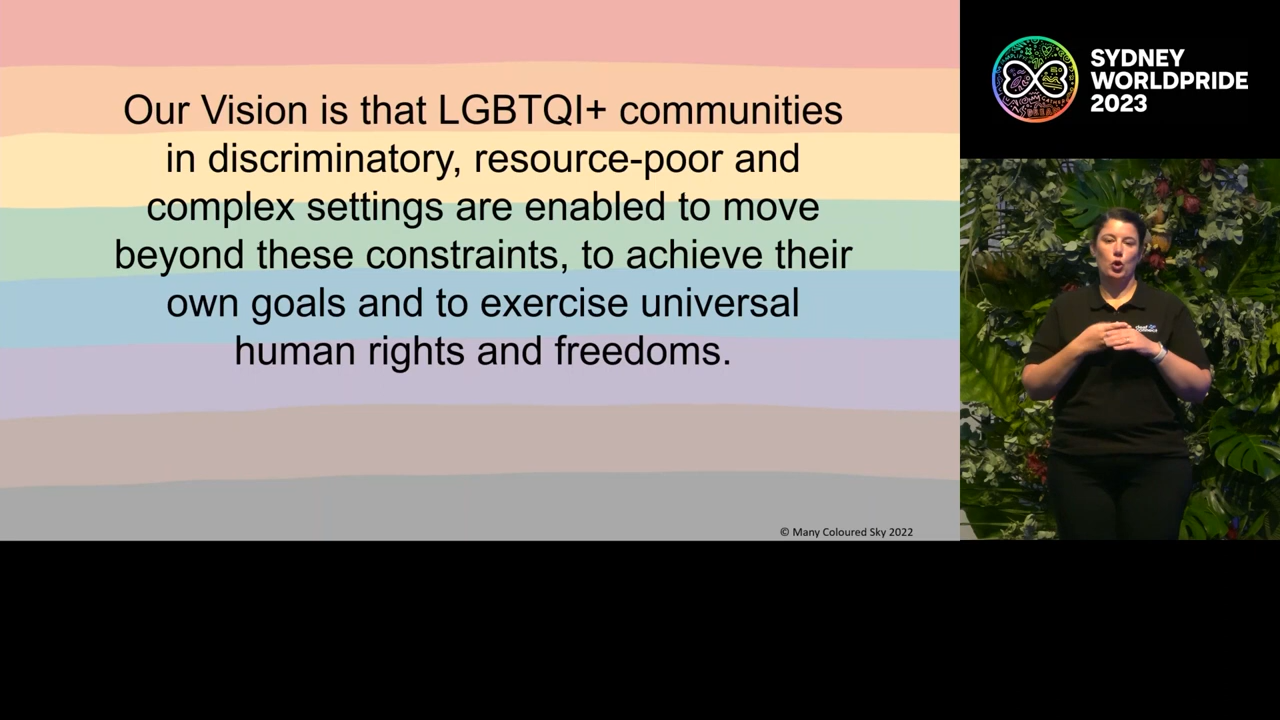 Our Vision is that LGBTQI+ communities
in discriminatory, resource-poor and
complex settings are enabled to move
beyond these constraints, to achieve their
own goals and to exercise universal
human rights and freedoms.
© Many Coloured Sky 2022
SYDNEY
WORLDPRIDE
2023